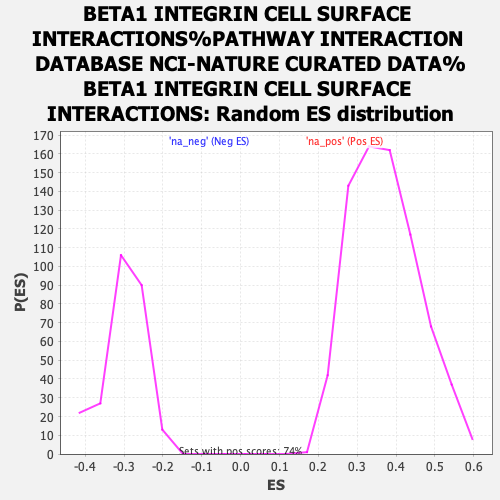 BETA1 INTEGRIN CELL SURFACE
INTERACTIONS%PATHWAY INTERACTION
DATABASE NCI-NATURE CURATED DATA%
BETA1 INTEGRIN CELL SURFACE
INTERACTIONS: Random ES distribution
170
'na_neg' (Neg ES) 'na_pos' (Pos ES)
160
150
140
130
120
110
100
90
80
70
60
50
40
30
20
10
0
P(ES)
Sets with pos scores: 74%
-0.4 -0.3 -0.2 -0.1 0.0 0.1 0.2 0.3 0.4 0.5 0.6
ES